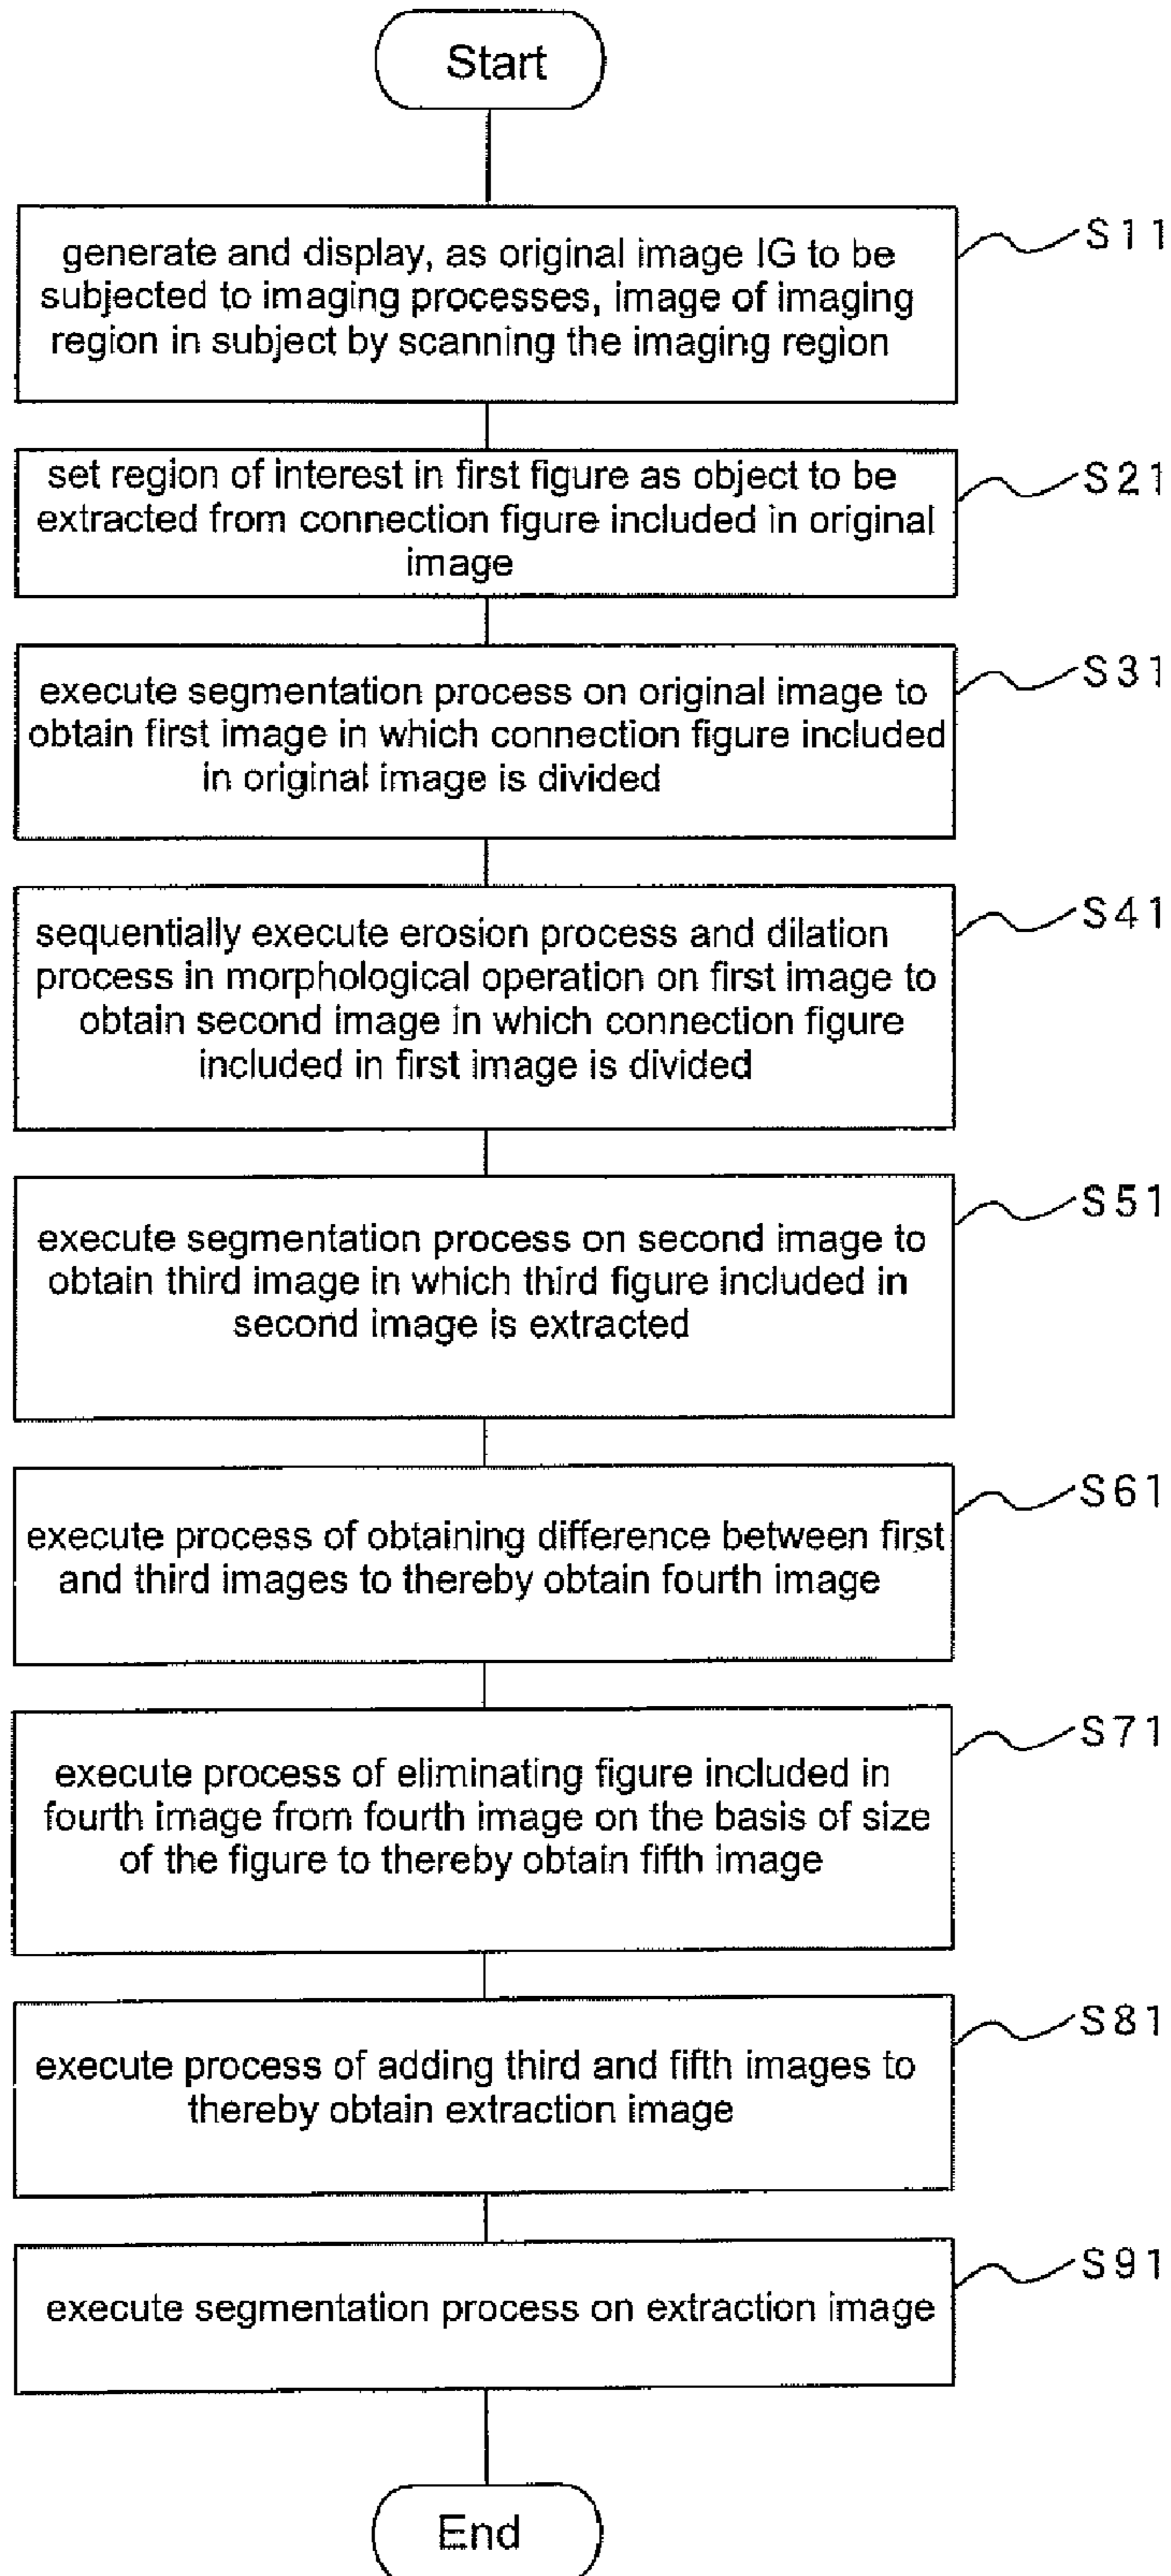 Start
generate and display, as original image IG to be
subjected to imaging processes, image of imaging
region in subject by scanning the imaging region
S11
set region of interest in first figure as object to be
extracted from connection figure included in original
image
S21
execute segmentation process on original image to
obtain first image in which connection figure included
in original image is divided
S31
sequentially execute erosion process and dilation
process in morphological operation on first image to
obtain second image in which connection figure
included in first image is divided
S41
execute segmentation process on second image to
obtain third image in which third figure included in
second image is extracted
S51
execute process of obtaining difference between first
and third images to thereby obtain fourth image
S61
execute process of eliminating figure included in
fourth image from fourth image on the basis of size
of the figure to thereby obtain fifth image
S71
execute process of adding third and fifth images to
thereby obtain extraction image
S81
execute segmentation process on extraction image
S91
End